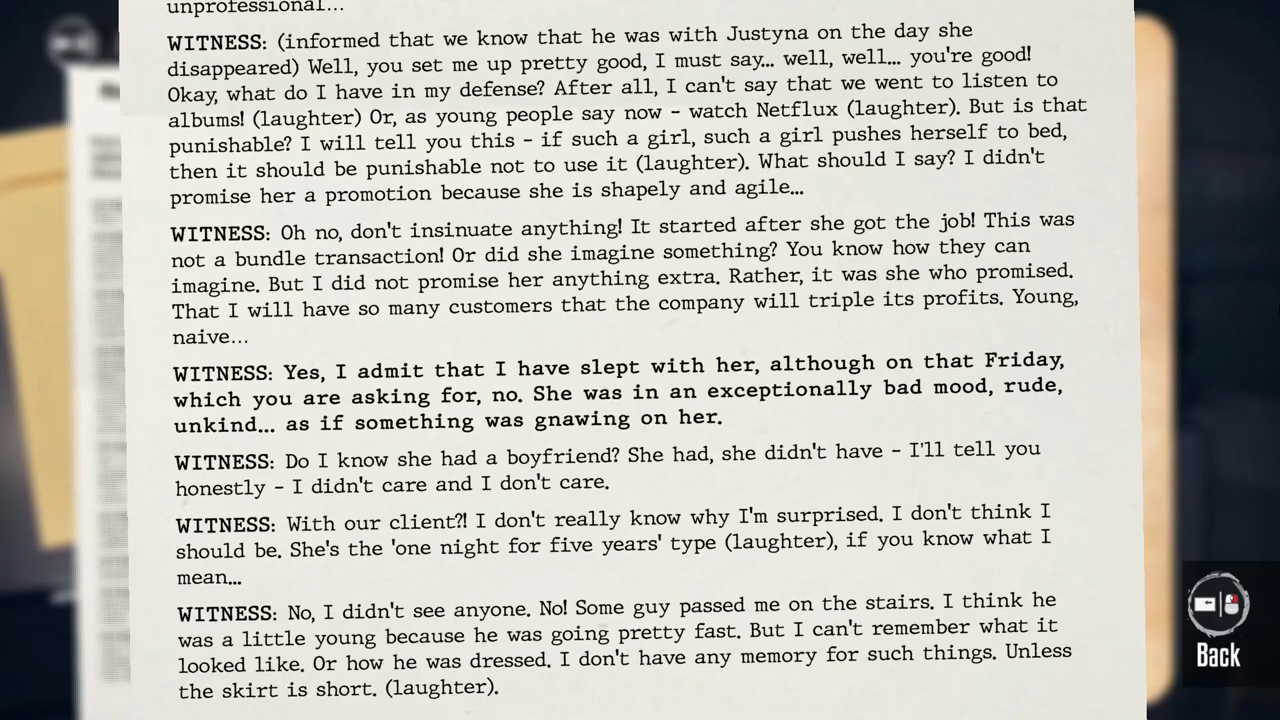 unprofessional...
WITNESS: (informed that we know that he was with Justyna on the day she
disappeared) Well, you set me up pretty good, I must say... well, well... you're good!
Okay, what do I have in my defense? After all, I can't say that we went to listen to
albums! (laughter) Or, as young people say now - watch Netflux (laughter). But is that
punishable? I will tell you this - if such a girl, such a girl pushes herself to bed,
then it should be punishable not to use it (laughter). What should I say? I didn't
promise her a promotion because she is shapely and agile...
WITNESS: Oh no, don't insinuate anything! It started after she got the job! This was
not a bundle transaction! Or did she imagine something? You know how they can
imagine. But I did not promise her anything extra. Rather, it was she who promised.
That I will have so many customers that the company will triple its profits. Young,
naive...
WITNESS: Yes, I admit that I have slept with her, although on that Friday,
which you are asking for, no. She was in an exceptionally bad mood, rude,
unkind... as if something was gnawing on her.
WITNESS: Do I know she had a boyfriend? She had, she didn't have - I'll tell you
honestly - I didn't care and I don't care.
WITNESS: With our client?! I don't really know why I'm surprised. I don't think I
should be. She's the 'one night for five years' type (laughter), if you know what I
mean...
WITNESS: No, I didn't see anyone. No! Some guy passed me on the stairs. I think he
was a little young because he was going pretty fast. But I can't remember what it
looked like. Or how he was dressed. I don't have any memory for such things. Unless
the skirt is short. (laughter).
Back